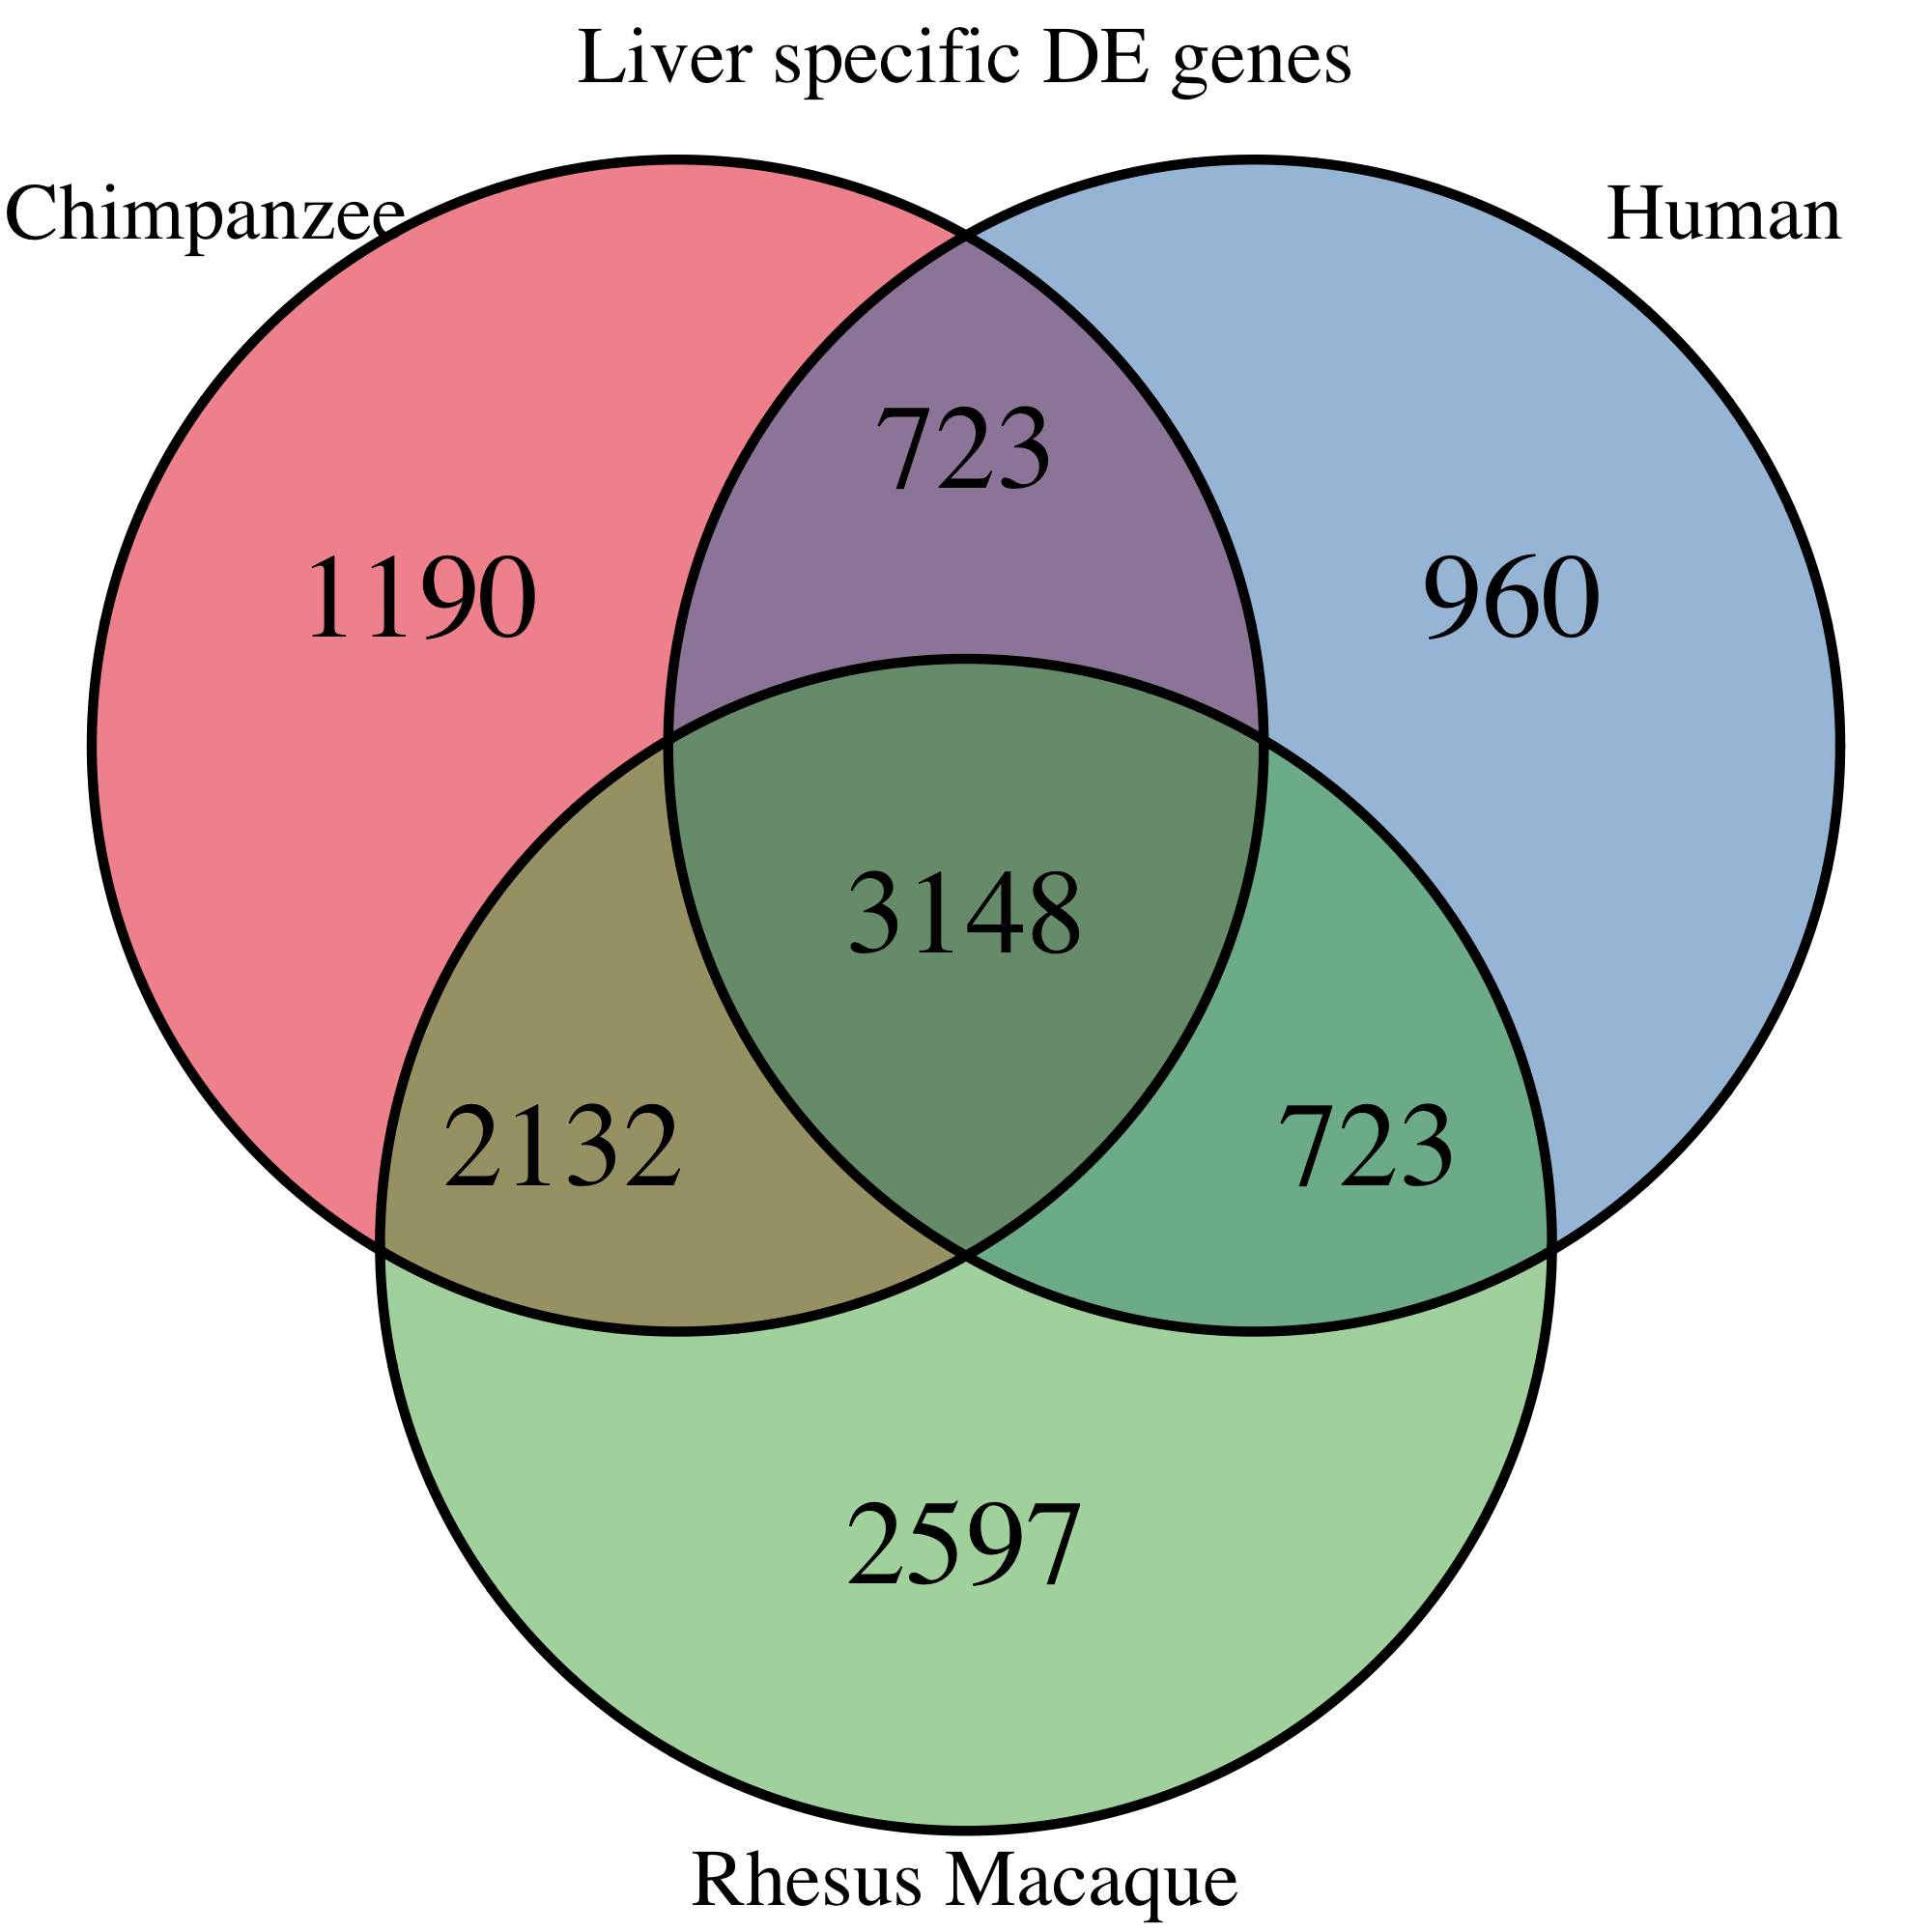 Liver specific DE genes
Chimpanzee
Human
723
1190
960
3148
2132
723
2597
Rhesus Macaque